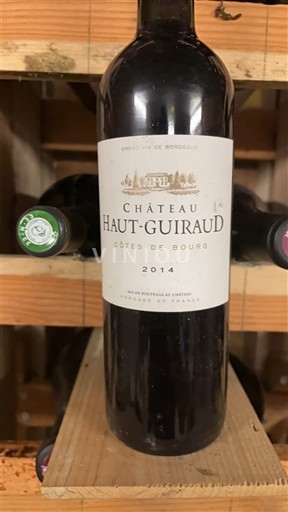 GRAND VIN DE BORDEAUX
CHÂTEAU
HAUT-GUIRAUD
CÔTES DE BOURG
VINIOU
2014
MIS EN BOUTEILLE AU CHÂTEAU
PRODUCE OF FRANCE